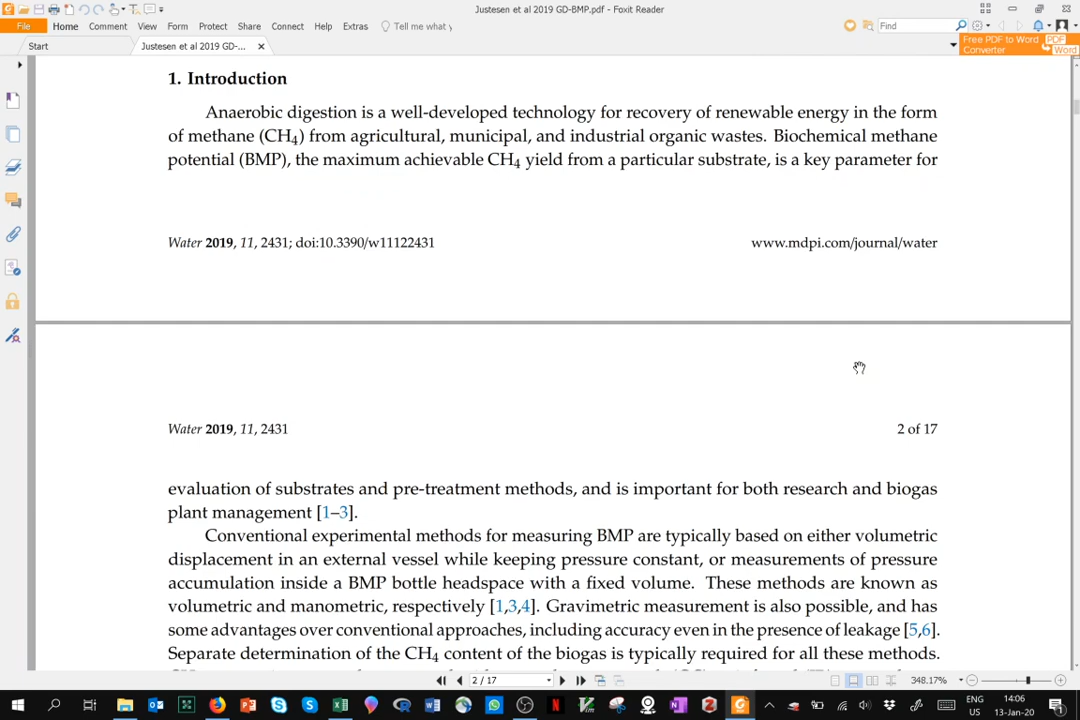 Justesen et al 2019 GD-BMP.pdf - Foxit Reader
File Home Comment View Form Protect Share Connect Help Extras Tell me what y Find
Start Justesen et al 2019 GD-... Free PDF to Word Converter PDF Word
1. Introduction
Anaerobic digestion is a well-developed technology for recovery of renewable energy in the form
of methane (CH4) from agricultural, municipal, and industrial organic wastes. Biochemical methane
potential (BMP), the maximum achievable CH4 yield from a particular substrate, is a key parameter for
Water 2019, 11, 2431; doi:10.3390/w11122431 www.mdpi.com/journal/water
Water 2019, 11, 2431 2 of 17
evaluation of substrates and pre-treatment methods, and is important for both research and biogas
plant management [1–3].
Conventional experimental methods for measuring BMP are typically based on either volumetric
displacement in an external vessel while keeping pressure constant, or measurements of pressure
accumulation inside a BMP bottle headspace with a fixed volume. These methods are known as
volumetric and manometric, respectively [1,3,4]. Gravimetric measurement is also possible, and has
some advantages over conventional approaches, including accuracy even in the presence of leakage [5,6].
Separate determination of the CH4 content of the biogas is typically required for all these methods.
2 / 17 348.17%
ENG 14:06
US 13-Jan-20